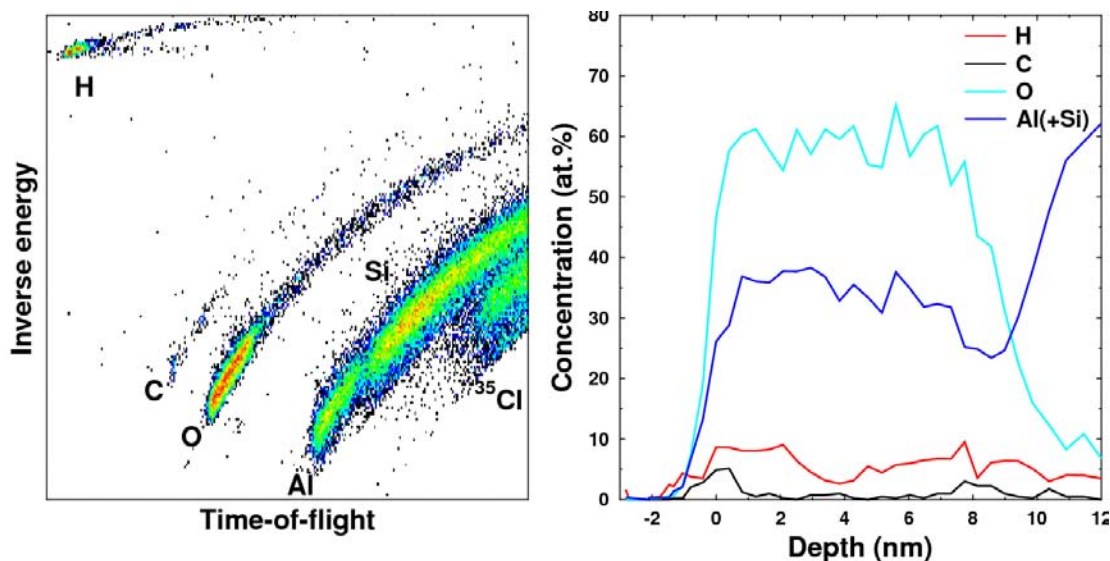 H
Si
C
³⁵Cl
O
Al
Inverse energy
Time-of-flight
80
70
60
50
40
30
20
10
0
-2 0 2 4 6 8 10 12
Concentration (at.%)
Depth (nm)
H
C
O
Al(+Si)